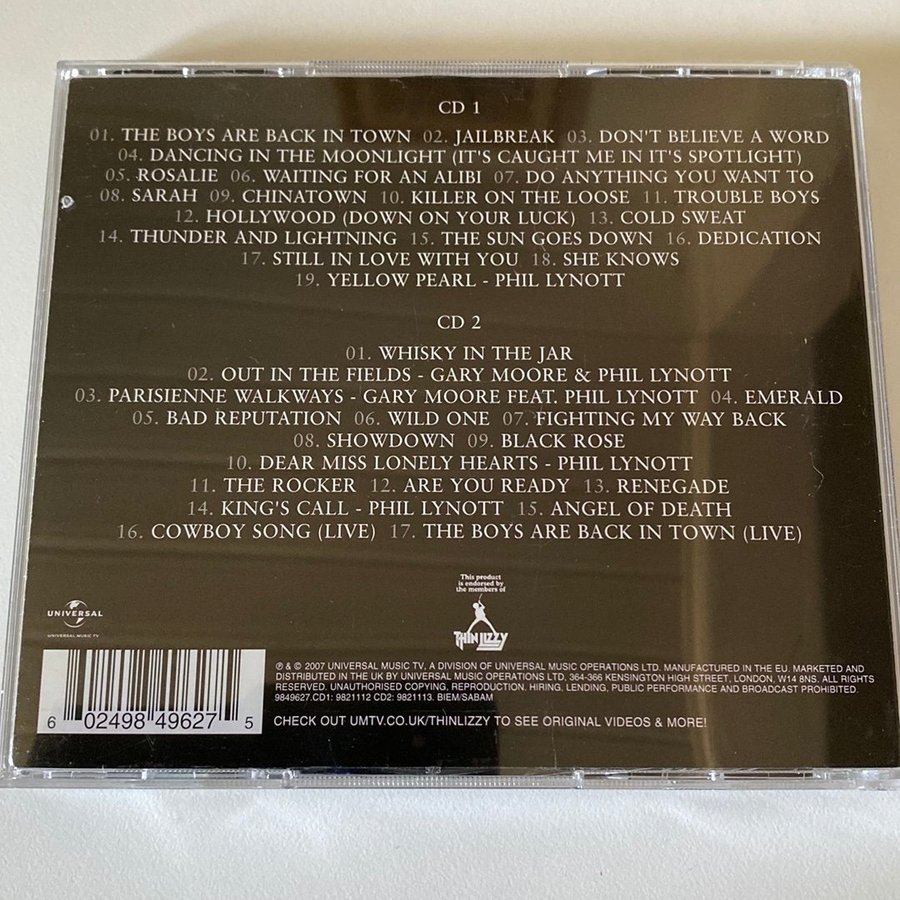 CD 1
01. THE BOYS ARE BACK IN TOWN 02. JAILBREAK 03. DON'T BELIEVE A WORD
04. DANCING IN THE MOONLIGHT (IT'S CAUGHT ME IN IT'S SPOTLIGHT)
05. ROSALIE 06. WAITING FOR AN ALIBI 07. DO ANYTHING YOU WANT TO
08. SARAH 09. CHINATOWN 10. KILLER ON THE LOOSE 11. TROUBLE BOYS
12. HOLLYWOOD (DOWN ON YOUR LUCK) 13. COLD SWEAT
14. THUNDER AND LIGHTNING 15. THE SUN GOES DOWN 16. DEDICATION
17. STILL IN LOVE WITH YOU 18. SHE KNOWS
19. YELLOW PEARL - PHIL LYNOTT
CD 2
01. WHISKY IN THE JAR
02. OUT IN THE FIELDS - GARY MOORE & PHIL LYNOTT
03. PARISIENNE WALKWAYS - GARY MOORE FEAT. PHIL LYNOTT 04. EMERALD
05. BAD REPUTATION 06. WILD ONE 07. FIGHTING MY WAY BACK
08. SHOWDOWN 09. BLACK ROSE
10. DEAR MISS LONELY HEARTS - PHIL LYNOTT
11. THE ROCKER 12. ARE YOU READY 13. RENEGADE
14. KING'S CALL - PHIL LYNOTT 15. ANGEL OF DEATH
16. COWBOY SONG (LIVE) 17. THE BOYS ARE BACK IN TOWN (LIVE)
This product
is endorsed by
the members of
THIN LIZZY
UNIVERSAL
UNIVERSAL MUSIC TV
℗ & © 2007 UNIVERSAL MUSIC TV, A DIVISION OF UNIVERSAL MUSIC OPERATIONS LTD. MANUFACTURED IN THE EU. MARKETED AND
DISTRIBUTED IN THE UK BY UNIVERSAL MUSIC OPERATIONS LTD, 364-366 KENSINGTON HIGH STREET, LONDON, W14 8NS. ALL RIGHTS
RESERVED. UNAUTHORISED COPYING, REPRODUCTION. HIRING, LENDING, PUBLIC PERFORMANCE AND BROADCAST PROHIBITED.
9849627.CD1: 9821112 CD2: 9821113. BIEM/SABAM
CHECK OUT UMTV.CO.UK/THINLIZZY TO SEE ORIGINAL VIDEOS & MORE!
6 02498 49627 5